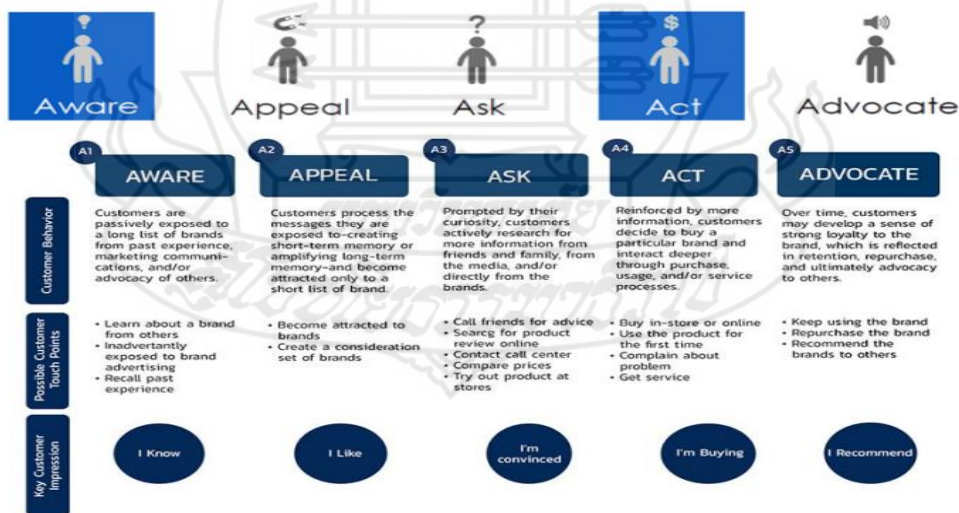 Aware
Appeal
Ask
Act
Advocate
A1
AWARE
A2
APPEAL
A3
ASK
A4
ACT
A5
ADVOCATE
Customer Behavior
Customers are
passively exposed to
a long list of brands
from past experience,
marketing communi-
cations, and/or
advocacy of others.
Customers process the
messages they are
exposed to-creating
short-term memory or
amplifying long-term
memory-and become
attracted only to a
short list of brand.
Prompted by their
curiosity, customers
actively research for
more information from
friends and family, from
the media, and/or
directly from the
brands.
Reinforced by more
information, customers
decide to buy a
particular brand and
interact deeper
through purchase,
usage, and/or service
processes.
Over time, customers
may develop a sense of
strong loyalty to the
brand, which is reflected
in retention, repurchase,
and ultimately advocacy
to others.
Possible Customer
Touch Points
• Learn about a brand
from others
• Inadvertantly
exposed to brand
advertising
• Recall past
experience
• Become attracted to
brands
• Create a consideration
set of brands
• Call friends for advice
• Searcg for product
review online
• Contact call center
• Compare prices
• Try out product at
stores
• Buy in-store or online
• Use the product for
the first time
• Complain about
problem
• Get service
• Keep using the brand
• Repurchase the brand
• Recommend the
brands to others
Key Customer
Impression
I Know
I Like
I'm
convinced
I'm Buying
I Recommend